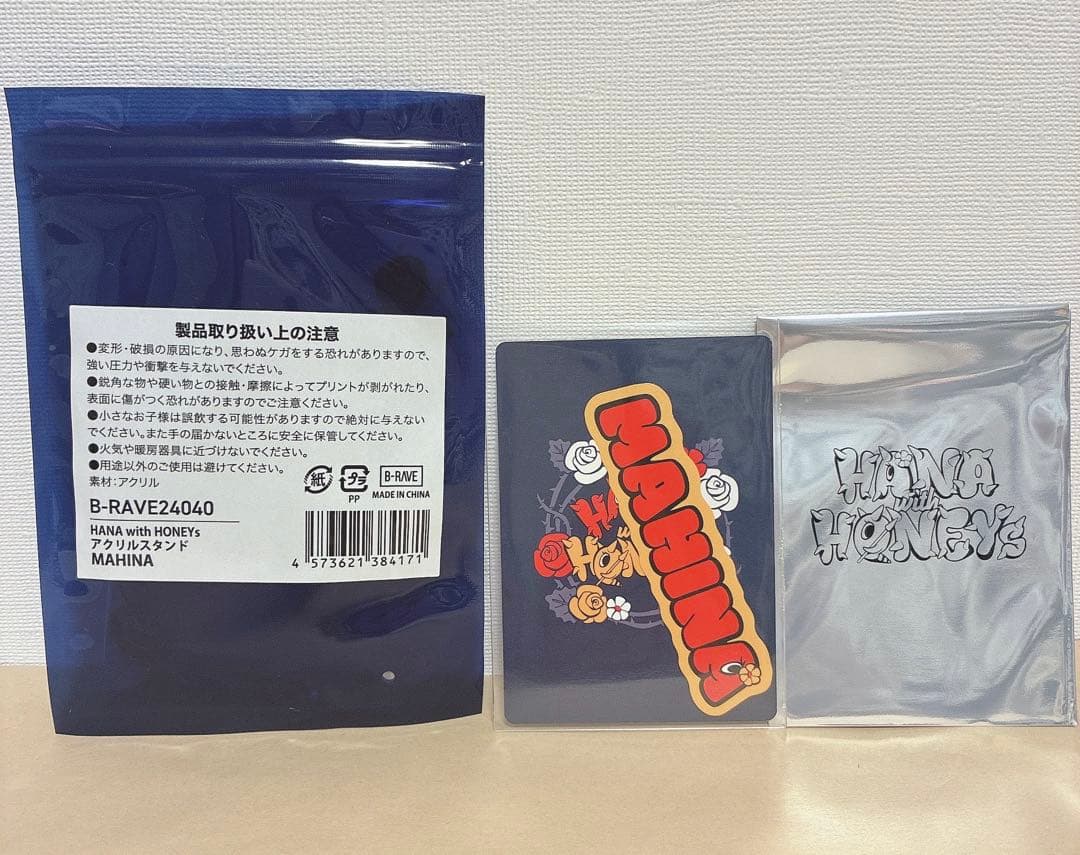 製品取り扱い上の注意
●変形・破損の原因になり、思わぬケガをする恐れがありますので、
強い圧力や衝撃を与えないでください。
●鋭角な物や硬い物との接触・摩擦によってプリントが剥がれたり、
表面に傷がつく恐れがありますのでご注意ください。
●小さなお子様は誤飲する可能性がありますので絶対に与えない
でください。また手の届かないところに安全に保管してください。
●火気や暖房器具に近づけないでください。
●用途以外のご使用は避けてください。
素材：アクリル
紙
プラ
PP
B-RAVE
MADE IN CHINA
B-RAVE24040
HANA with HONEYs
アクリルスタンド
MAHINA
4 573621 384171
MAHINA
HANA
with
HONEYs